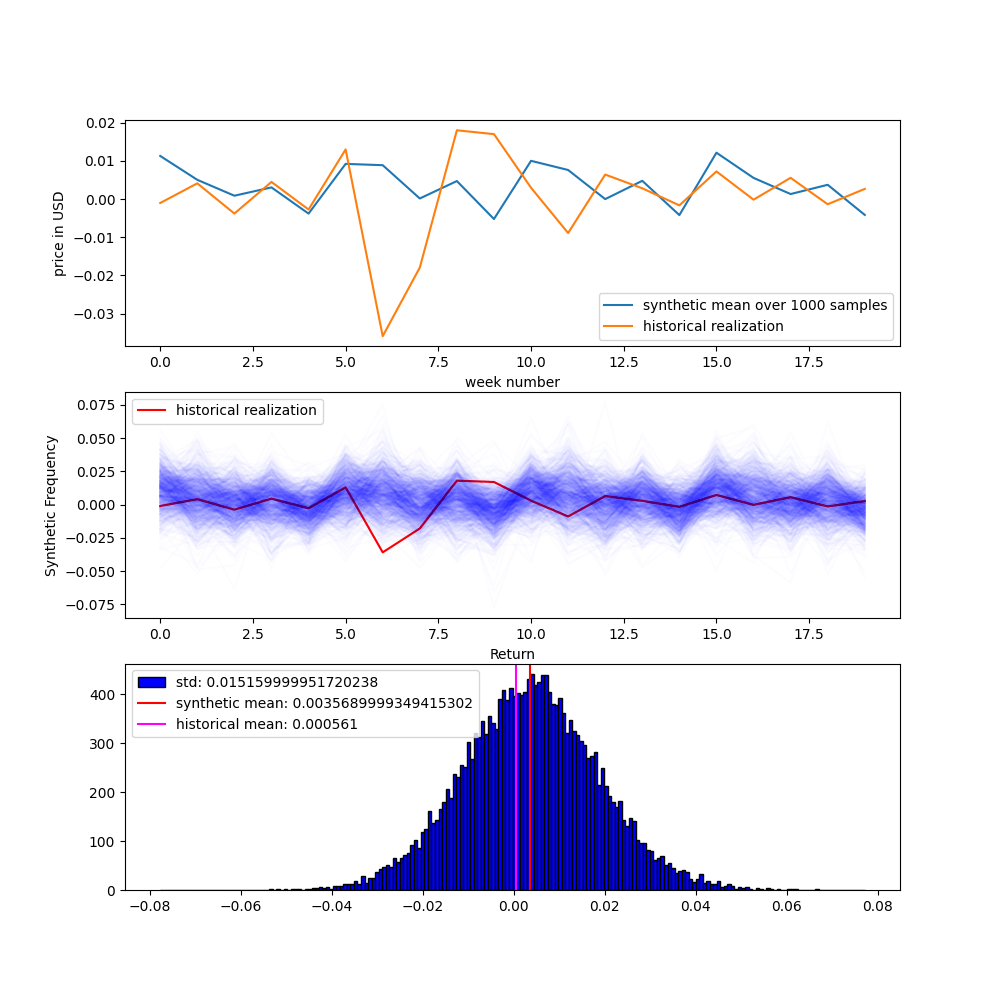 0.02
0.01
0.00
−0.01
−0.02
−0.03
price in USD
synthetic mean over 1000 samples
historical realization
0.0 2.5 5.0 7.5 10.0 12.5 15.0 17.5
week number
0.075
0.050
0.025
0.000
−0.025
−0.050
−0.075
Synthetic Frequency
historical realization
0.0 2.5 5.0 7.5 10.0 12.5 15.0 17.5
Return
400
300
200
100
0
std: 0.015159999951720238
synthetic mean: 0.0035689999349415302
historical mean: 0.000561
−0.08 −0.06 −0.04 −0.02 0.00 0.02 0.04 0.06 0.08